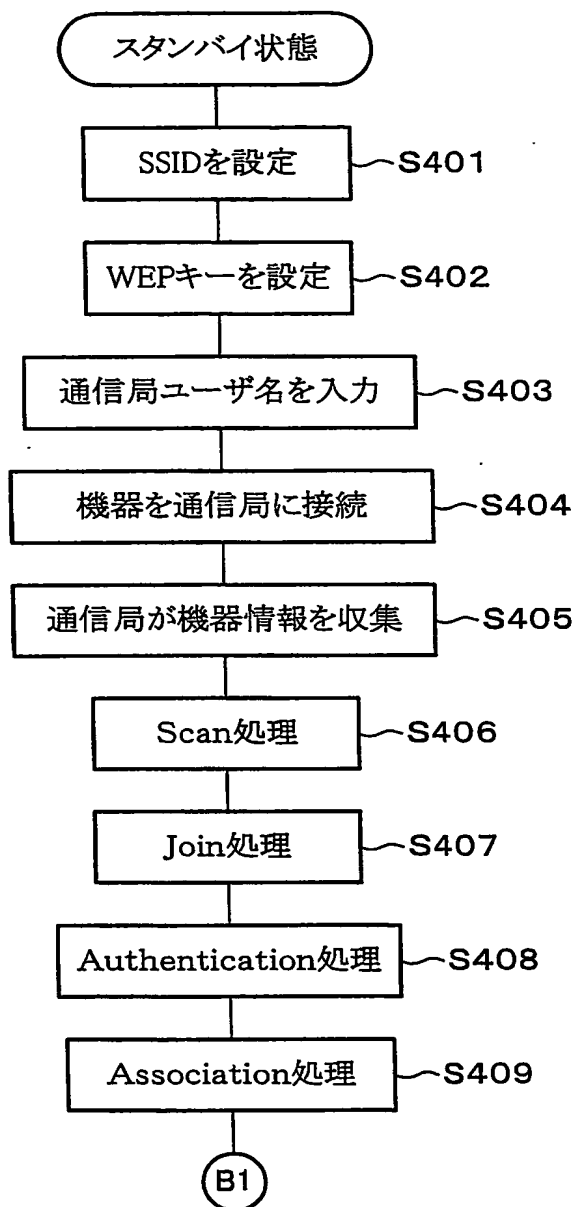 スタンバイ状態
SSIDを設定 S401
WEPキーを設定 S402
通信局ユーザ名を入力 S403
機器を通信局に接続 S404
通信局が機器情報を収集 S405
Scan処理 S406
Join処理 S407
Authentication処理 S408
Association処理 S409
B1